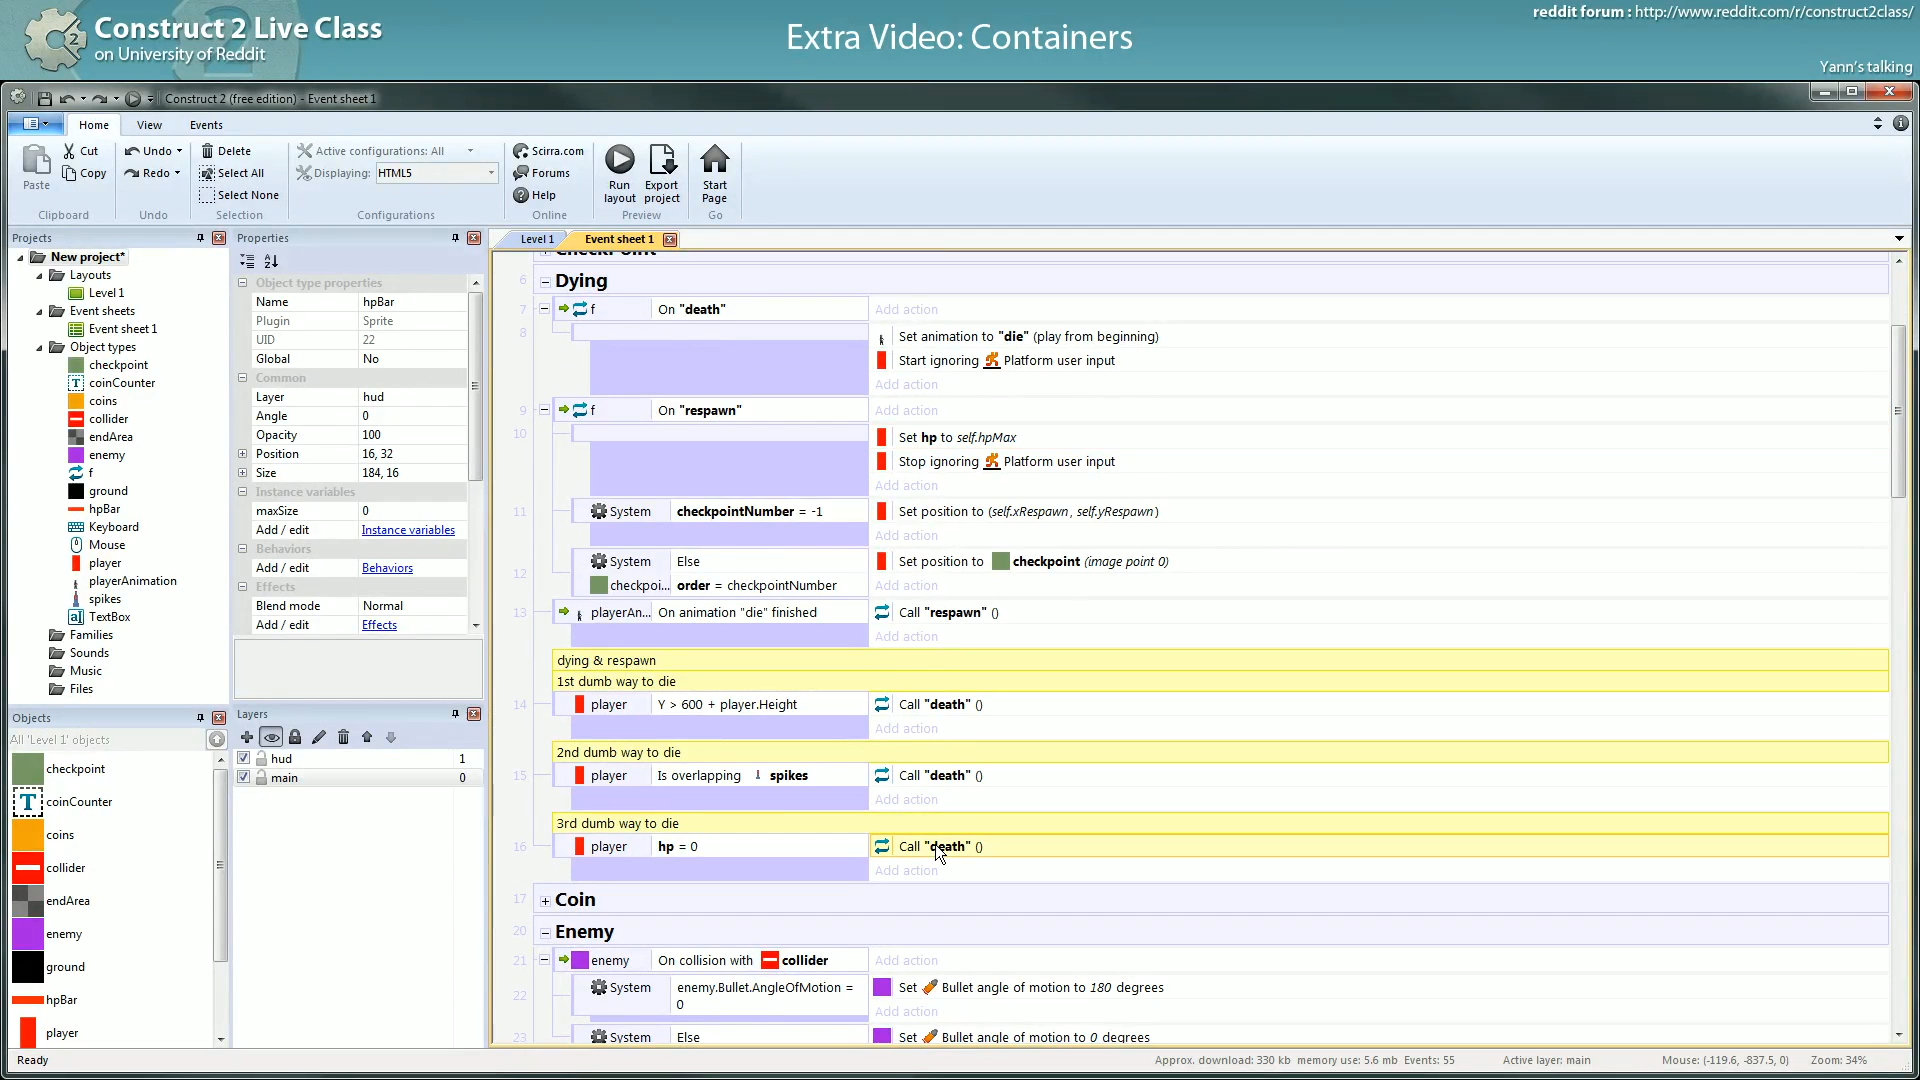 Construct 2 Live Class
on University of Reddit
Extra Video: Containers
reddit forum : http://www.reddit.com/r/construct2class/
Yann's talking
Construct 2 (free edition) - Event sheet 1
Home View Events
Paste
Cut
Copy
Clipboard
Undo
Redo
Undo
Delete
Select All
Select None
Selection
Active configurations: All
Displaying: HTML5
Configurations
Scirra.com
Forums
Help
Online
Run layout
Export project
Preview
Start Page
Go
Projects
New project*
Layouts
Level 1
Event sheets
Event sheet 1
Object types
checkpoint
coinCounter
coins
collider
endArea
enemy
f
ground
hpBar
Keyboard
Mouse
player
playerAnimation
spikes
TextBox
Families
Sounds
Music
Files
Properties
Object type properties
Name hpBar
Plugin Sprite
UID 22
Global No
Common
Layer hud
Angle 0
Opacity 100
Position 16, 32
Size 184, 16
Instance variables
maxSize 0
Add / edit Instance variables
Behaviors
Add / edit Behaviors
Effects
Blend mode Normal
Add / edit Effects
Objects
All 'Level 1' objects
checkpoint
coinCounter
coins
collider
endArea
enemy
ground
hpBar
player
Layers
hud 1
main 0
Level 1 Event sheet 1
CheckPoint
6 Dying
7 f On "death" Add action
8 Set animation to "die" (play from beginning)
Start ignoring Platform user input
Add action
9 f On "respawn" Add action
10 Set hp to self.hpMax
Stop ignoring Platform user input
Add action
11 System checkpointNumber = -1 Set position to (self.xRespawn, self.yRespawn)
Add action
System Else Set position to checkpoint (image point 0)
12 checkpoi... order = checkpointNumber Add action
13 playerAn... On animation "die" finished Call "respawn" ()
Add action
dying & respawn
1st dumb way to die
14 player Y > 600 + player.Height Call "death" ()
Add action
2nd dumb way to die
15 player Is overlapping spikes Call "death" ()
Add action
3rd dumb way to die
16 player hp = 0 Call "death" ()
Add action
17 Coin
20 Enemy
21 enemy On collision with collider Add action
22 System enemy.Bullet.AngleOfMotion = 0 Set Bullet angle of motion to 180 degrees
Add action
23 System Else Set Bullet angle of motion to 0 degrees
Ready
Approx. download: 330 kb memory use: 5.6 mb Events: 55 Active layer: main Mouse: (-119.6, -837.5, 0) Zoom: 34%